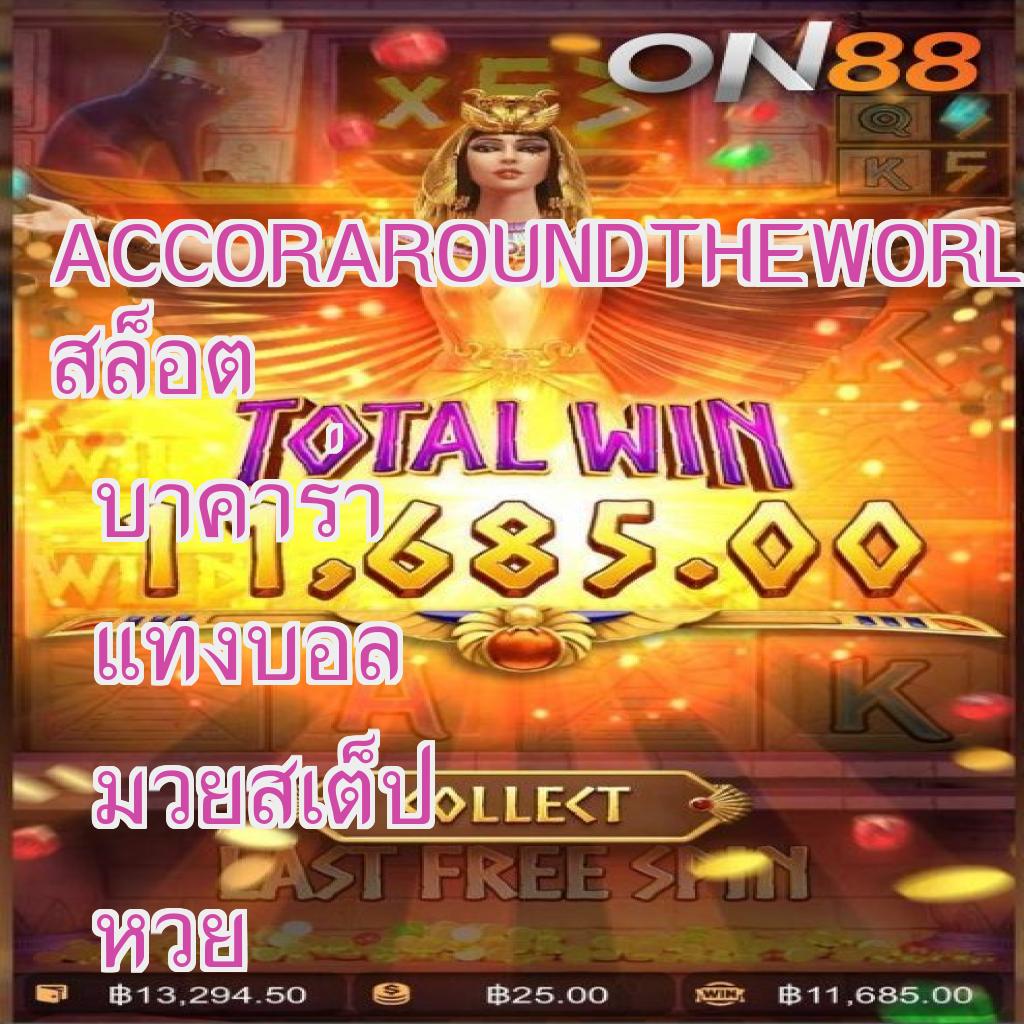 ON88
x53
Q
K
ACCORAROUNDTHEWORL
สล็อต
TOTAL WIN
บาคาร่า
11,685.00
แทงบอล
K
A
มวยสเต็ป
COLLECT
LAST FREE SPIN
หวย
฿13,294.50 ฿25.00 WIN ฿11,685.00